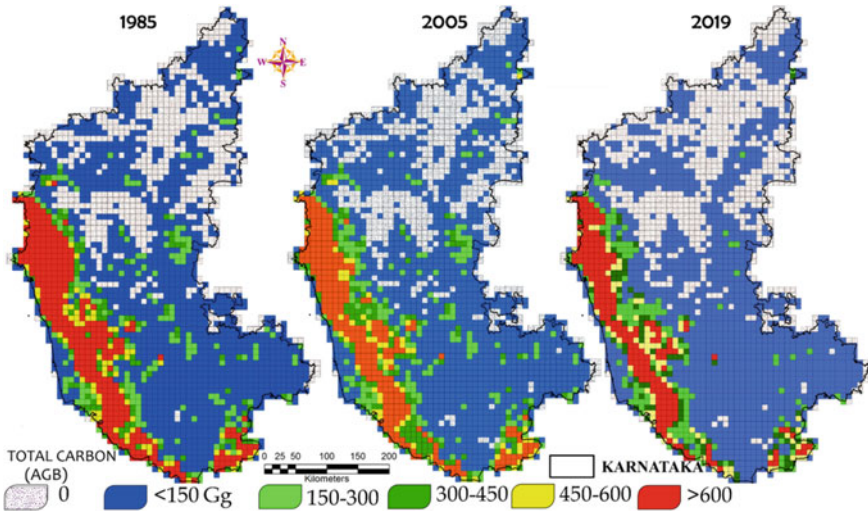 1985 2005 2019
N
W E
S
TOTAL CARBON
(AGB)
0 25 50 100 150 200
Kilometers
KARNATAKA
0 <150 Gg 150-300 300-450 450-600 >600